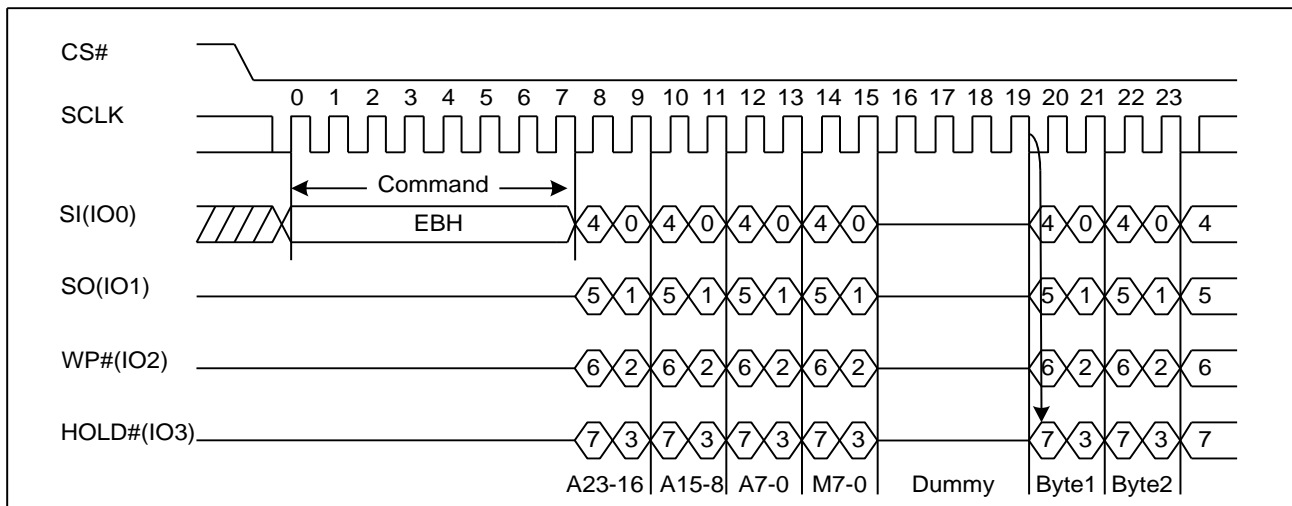 CS#
0 1 2 3 4 5 6 7 8 9 10 11 12 13 14 15 16 17 18 19 20 21 22 23
SCLK
Command
SI(IO0) EBH 4 0 4 0 4 0 4 0 4 0 4 0 4
SO(IO1) 5 1 5 1 5 1 5 1 5 1 5 1 5
WP#(IO2) 6 2 6 2 6 2 6 2 6 2 6 2 6
HOLD#(IO3) 7 3 7 3 7 3 7 3 7 3 7 3 7
A23-16 A15-8 A7-0 M7-0 Dummy Byte1 Byte2